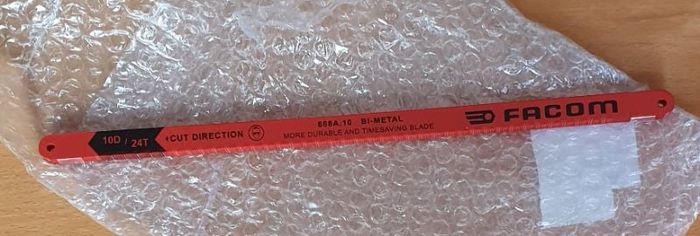 10D / 24T
CUT DIRECTION
668A.10 BI-METAL
MORE DURABLE AND TIMESAVING BLADE
FACOM